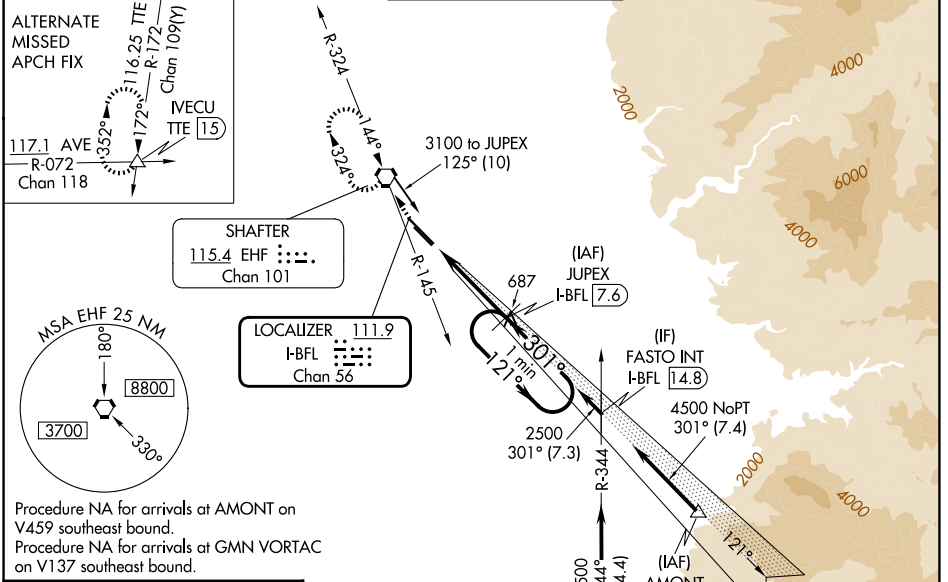 ALTERNATE
MISSED
APCH FIX
116.25 TTE
R-172
Chan 109(Y)
352°
172°
IVECU
TTE 15
117.1 AVE
R-072
Chan 118
R-324
144°
324°
3100 to JUPEX
125° (10)
SHAFTER
115.4 EHF
Chan 101
R-145
LOCALIZER 111.9
I-BFL
Chan 56
687
(IAF)
JUPEX
I-BFL 7.6
301°
1 min
121°
(IF)
FASTO INT
I-BFL 14.8
2500
301° (7.3)
4500 NoPT
301° (7.4)
R-344
121°
(IAF)
AMONT
2000
4000
6000
4000
2000
4000
MSA EHF 25 NM
180°
8800
3700
330°
Procedure NA for arrivals at AMONT on
V459 southeast bound.
Procedure NA for arrivals at GMN VORTAC
on V137 southeast bound.